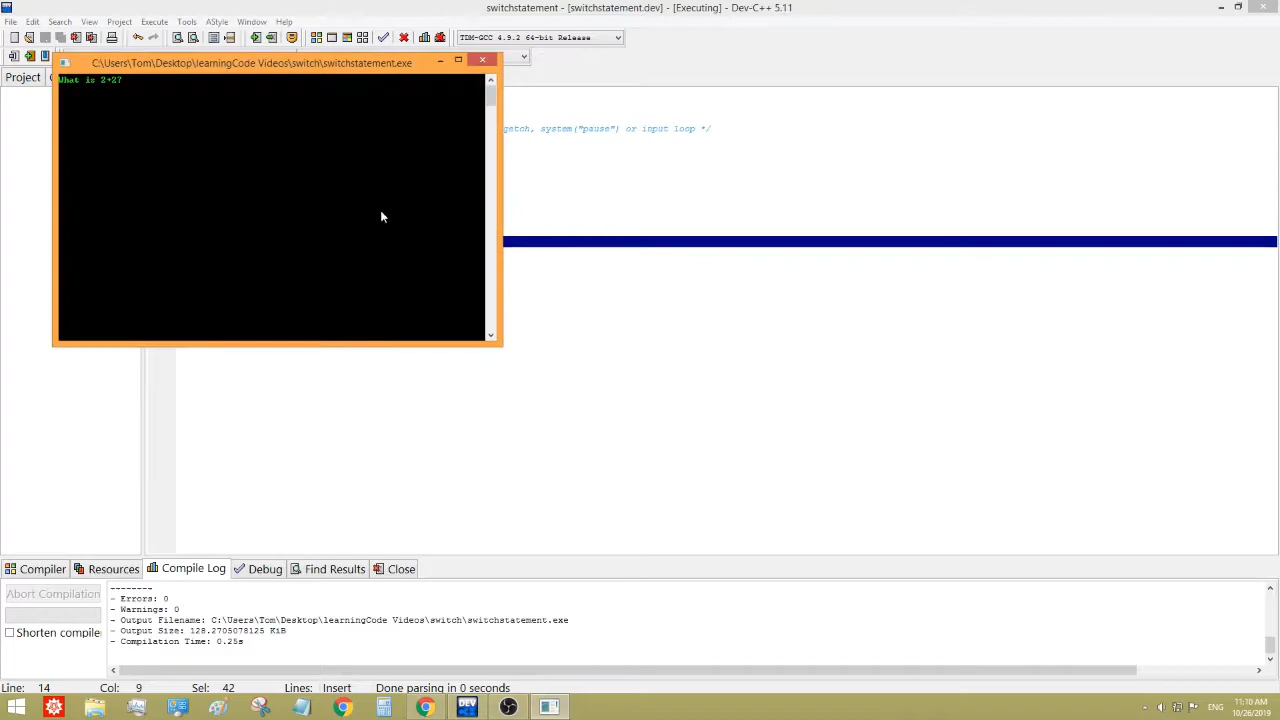 switchstatement - [switchstatement.dev] - [Executing] - Dev-C++ 5.11
File Edit Search View Project Execute Tools AStyle Window Help
TDM-GCC 4.9.2 64-bit Release
C:\Users\Tom\Desktop\learningCode Videos\switch\switchstatement.exe
Project
What is 2+2?
getch, system("pause") or input loop */
Compiler Resources Compile Log Debug Find Results Close
Abort Compilation
Shorten compiler
--------
- Errors: 0
- Warnings: 0
- Output Filename: C:\Users\Tom\Desktop\learningCode Videos\switch\switchstatement.exe
- Output Size: 128.2705078125 KiB
- Compilation Time: 0.25s
Line: 14 Col: 9 Sel: 42 Lines: Insert Done parsing in 0 seconds
DEV DEV
ENG
11:10 AM
10/26/2019